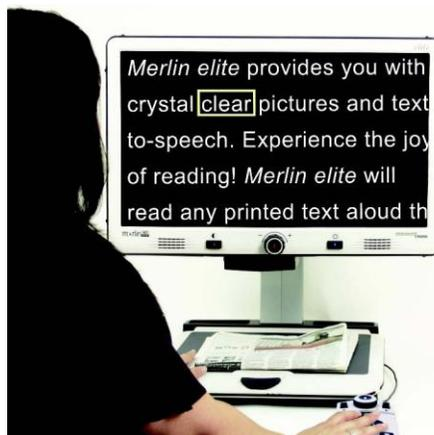 Merlin elite provides you with
crystal clear pictures and text
to-speech. Experience the joy
of reading! Merlin elite will
read any printed text aloud th
merlin